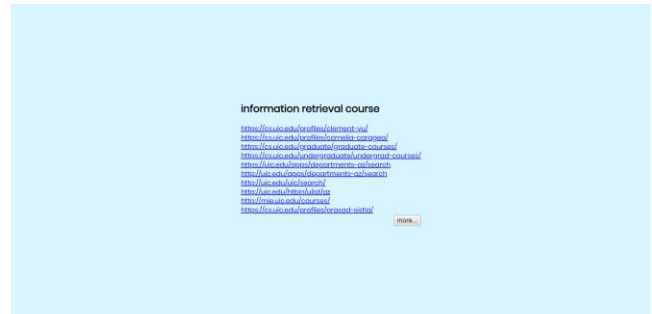 information retrieval course
https://cs.uic.edu/profiles/clement-yu/
https://cs.uic.edu/profiles/cornelia-caragea/
https://cs.uic.edu/graduate/graduate-courses/
https://cs.uic.edu/undergraduate/undergrad-courses/
https://uic.edu/apps/departments-az/search
http://uic.edu/apps/departments-az/search
http://uic.edu/uic/search/
http://uic.edu/htbin/ulist/az
http://mie.uic.edu/courses/
https://cs.uic.edu/profiles/prasad-sistla/
more...